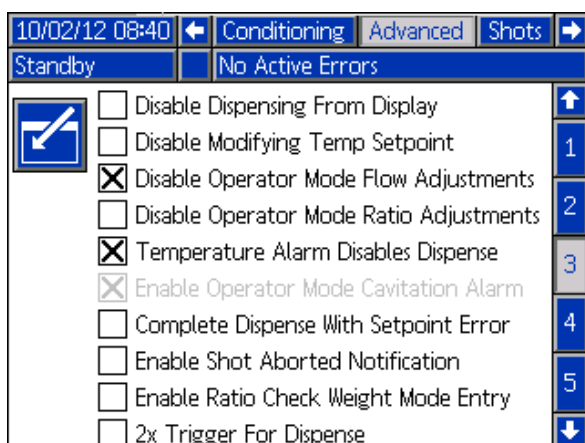 10/02/12 08:40 Conditioning Advanced Shots
Standby No Active Errors
Disable Dispensing From Display
Disable Modifying Temp Setpoint
1
Disable Operator Mode Flow Adjustments
Disable Operator Mode Ratio Adjustments
2
Temperature Alarm Disables Dispense
3
Enable Operator Mode Cavitation Alarm
Complete Dispense With Setpoint Error
4
Enable Shot Aborted Notification
5
Enable Ratio Check Weight Mode Entry
2x Trigger For Dispense